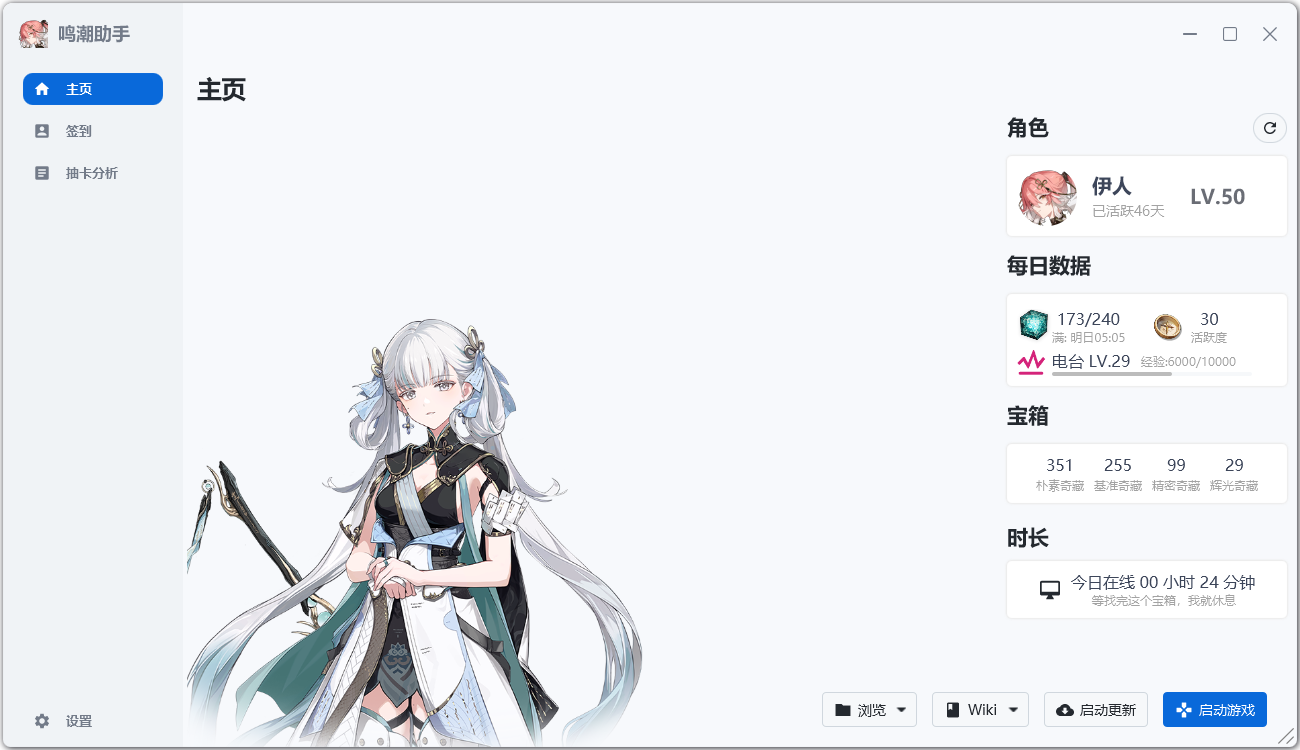 鸣潮助手
主页
签到
抽卡分析
设置
主页
角色
伊人
已活跃46天
LV.50
每日数据
173/240
满: 明日05:05
30
活跃度
电台 LV.29 经验:6000/10000
宝箱
351 255 99 29
朴素奇藏 基准奇藏 精密奇藏 辉光奇藏
时长
今日在线 00 小时 24 分钟
等找完这个宝箱，我就休息
浏览 Wiki 启动更新 启动游戏